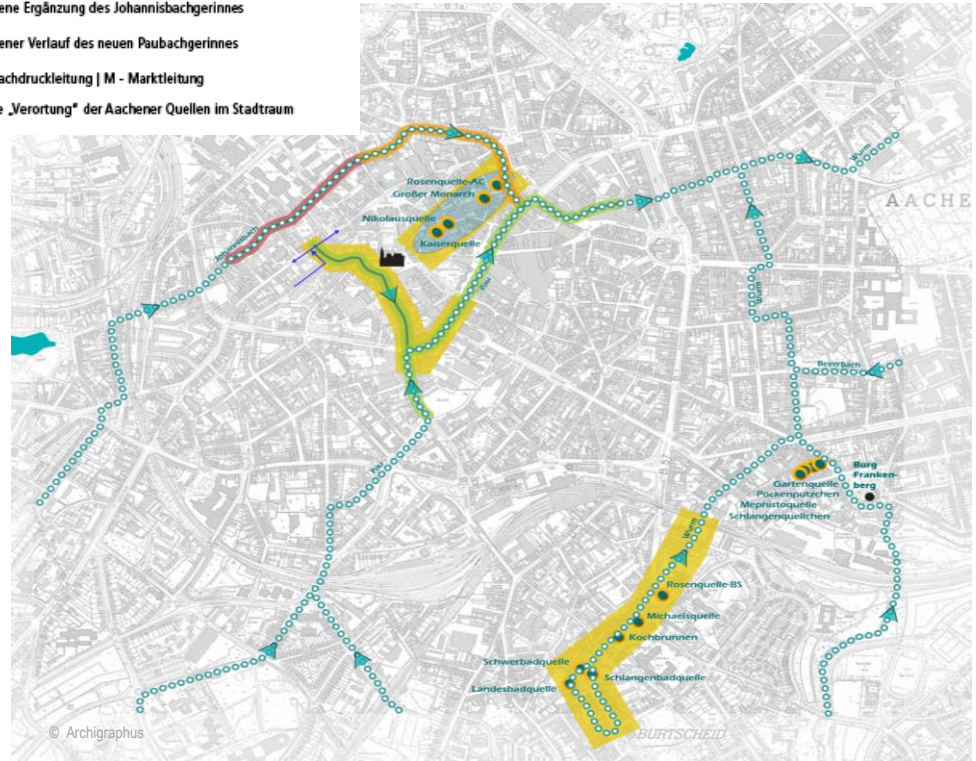 ene Ergänzung des Johannisbachgerinnes
ener Verlauf des neuen Paubachgerinnes
achdruckleitung | M - Marktleitung
e „Verortung“ der Aachener Quellen im Stadtraum
Rosenquelle-AC
Großer Monarch
Nikolausquelle
Kaiserquelle
Johannisbach
Pau
Wurm
AACHE
Wurm
Beverbach
Pau
Burg
Franken-
berg
Gartenquelle
Pockenpützchen
Mephistoquelle
Schlangenquellchen
Wurm
Rosenquelle-BS
Michaelsquelle
Kochbrunnen
Schwerbadquelle
Schlangenbadquelle
Landesbadquelle
BURTSCHEID
© Archigraphus